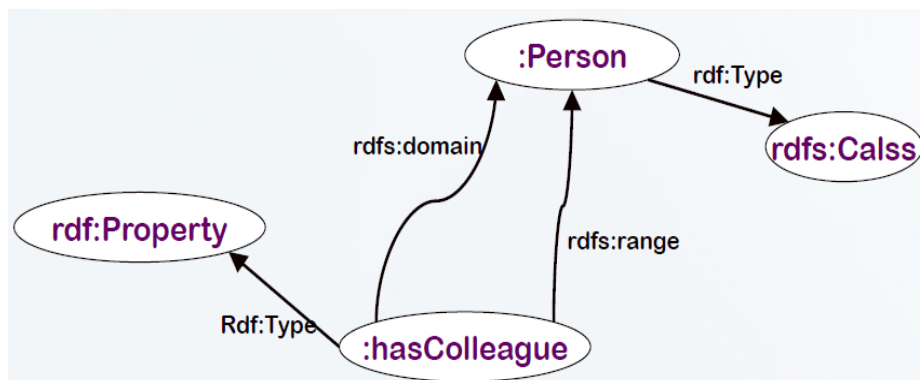 :Person
rdf:Type
rdfs:domain
rdfs:Calss
rdf:Property
rdfs:range
Rdf:Type
:hasColleague